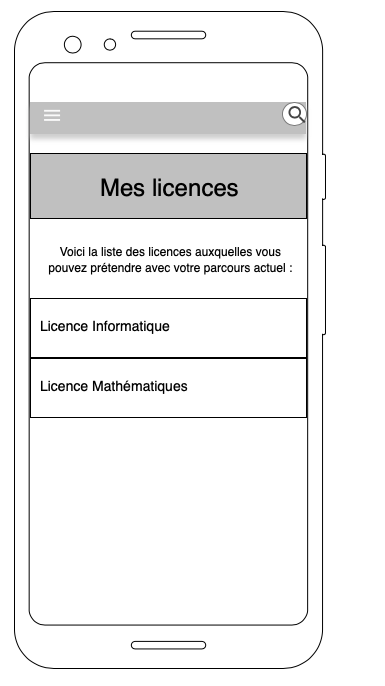 Mes licences
Voici la liste des licences auxquelles vous
pouvez prétendre avec votre parcours actuel :
Licence Informatique
Licence Mathématiques